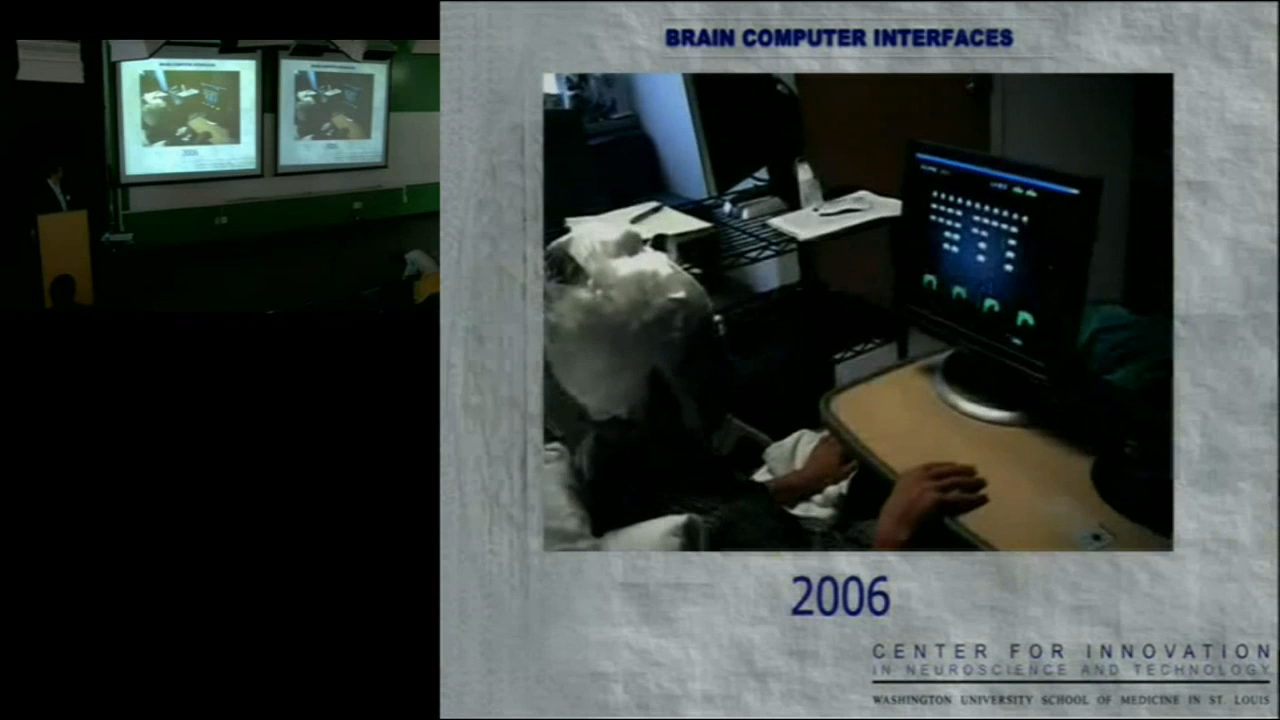 BRAIN COMPUTER INTERFACES
2006
CENTER FOR INNOVATION
IN NEUROSCIENCE AND TECHNOLOGY
WASHINGTON UNIVERSITY SCHOOL OF MEDICINE IN ST. LOUIS